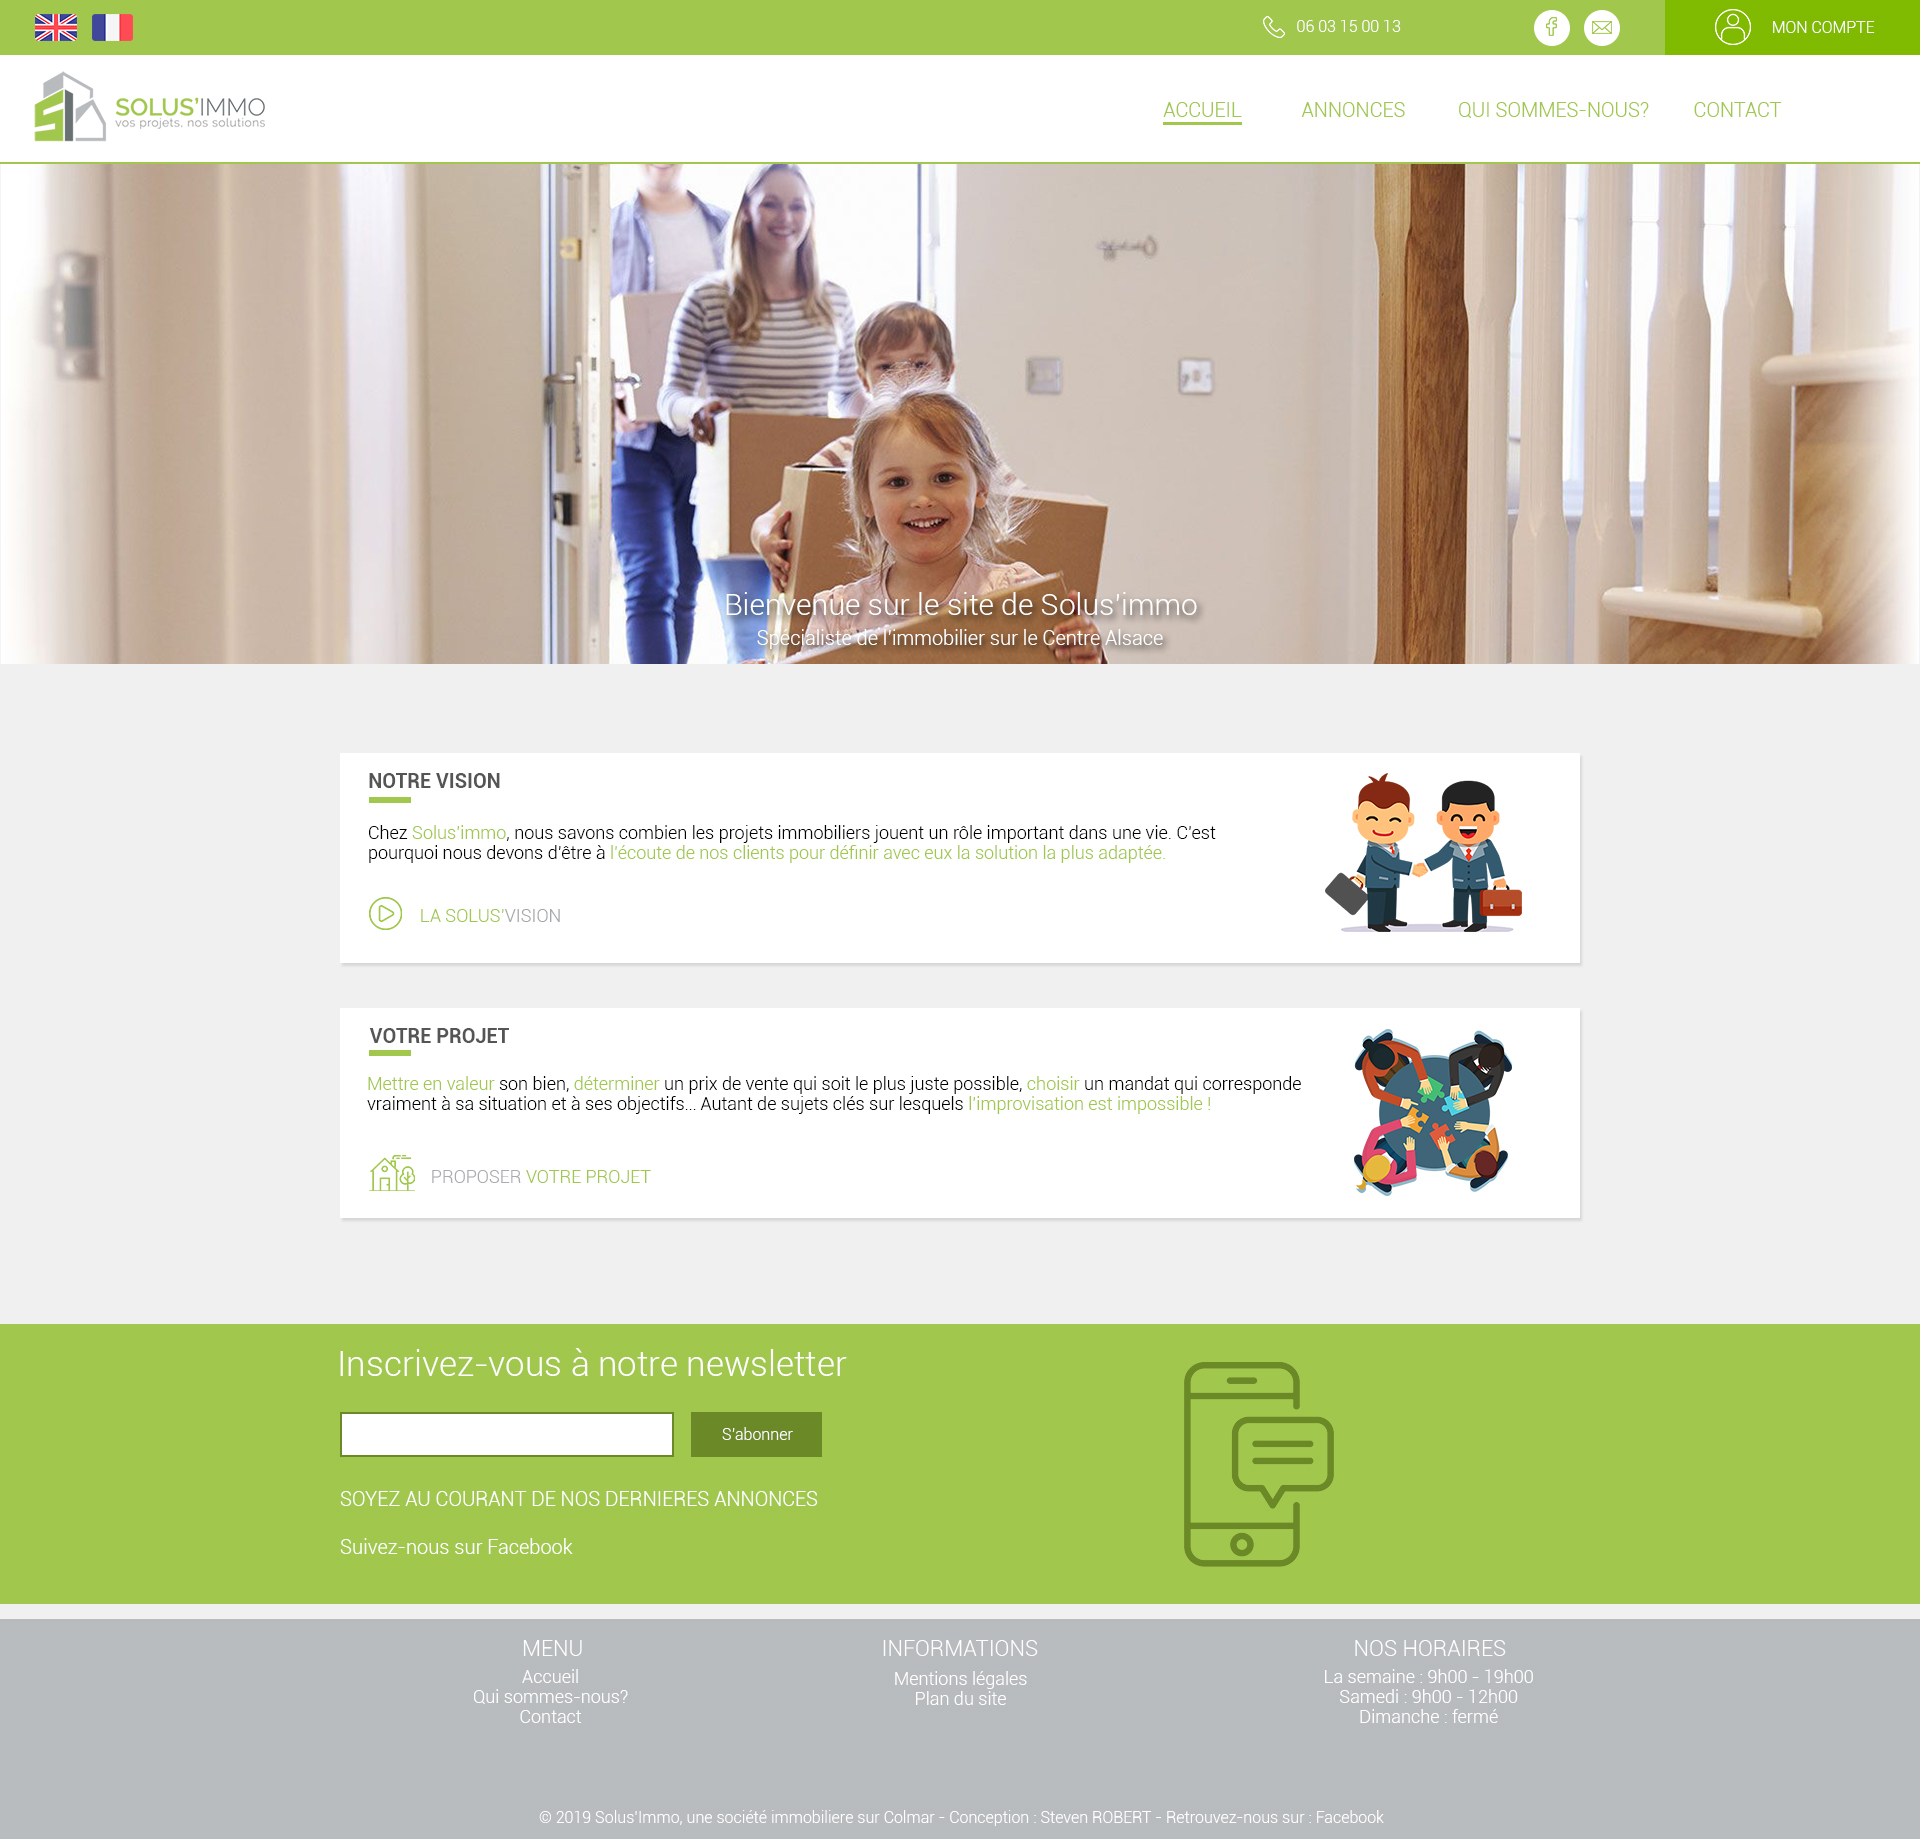 06 03 15 00 13
MON COMPTE
SOLUS'IMMO
vos projets, nos solutions
ACCUEIL
ANNONCES
QUI SOMMES-NOUS?
CONTACT
Bienvenue sur le site de Solus'immo
Spécialiste de l'immobilier sur le Centre Alsace
NOTRE VISION
Chez Solus'immo, nous savons combien les projets immobiliers jouent un rôle important dans une vie. C'est
pourquoi nous devons d'être à l'écoute de nos clients pour définir avec eux la solution la plus adaptée.
LA SOLUS'VISION
VOTRE PROJET
Mettre en valeur son bien, déterminer un prix de vente qui soit le plus juste possible, choisir un mandat qui corresponde
vraiment à sa situation et à ses objectifs... Autant de sujets clés sur lesquels l'improvisation est impossible !
PROPOSER VOTRE PROJET
Inscrivez-vous à notre newsletter
S'abonner
SOYEZ AU COURANT DE NOS DERNIERES ANNONCES
Suivez-nous sur Facebook
MENU
Accueil
Qui sommes-nous?
Contact
INFORMATIONS
Mentions légales
Plan du site
NOS HORAIRES
La semaine : 9h00 - 19h00
Samedi : 9h00 - 12h00
Dimanche : fermé
© 2019 Solus'Immo, une société immobiliere sur Colmar - Conception : Steven ROBERT - Retrouvez-nous sur : Facebook